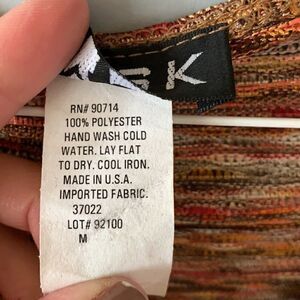 RN# 90714
100% POLYESTER
HAND WASH COLD
WATER. LAY FLAT
TO DRY. COOL IRON.
MADE IN U.S.A.
IMPORTED FABRIC.
37022
LOT# 92100
M